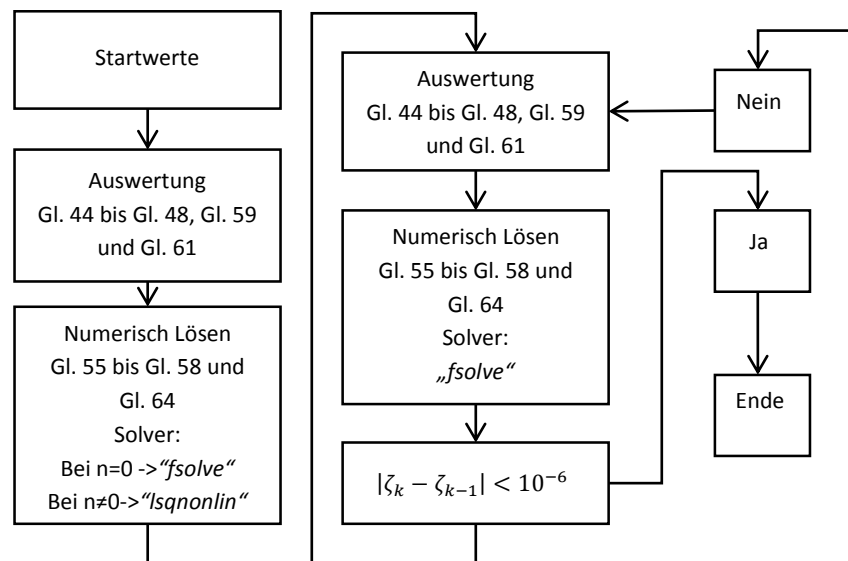 Startwerte
Auswertung
Gl. 44 bis Gl. 48, Gl. 59
und Gl. 61
Numerisch Lösen
Gl. 55 bis Gl. 58 und
Gl. 64
Solver:
Bei n=0 ->“fsolve“
Bei n≠0->“lsqnonlin“
Auswertung
Gl. 44 bis Gl. 48, Gl. 59
und Gl. 61
Numerisch Lösen
Gl. 55 bis Gl. 58 und
Gl. 64
Solver:
„fsolve“
|ζₖ − ζₖ₋₁| < 10⁻⁶
Nein
Ja
Ende